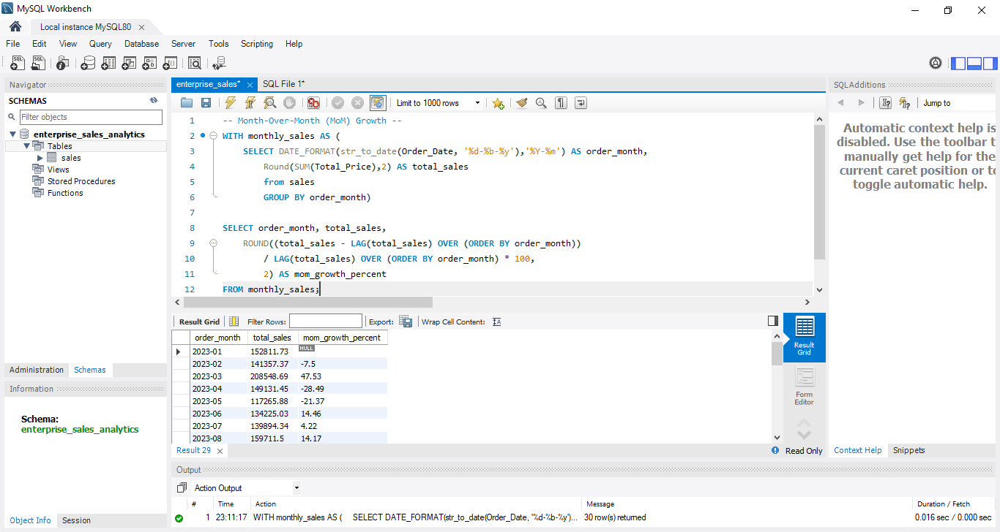 MySQL Workbench
Local instance MySQL80
File Edit View Query Database Server Tools Scripting Help
Navigator
SCHEMAS
Filter objects
enterprise_sales_analytics
Tables
sales
Views
Stored Procedures
Functions
Administration Schemas
Information
Schema:
enterprise_sales_analytics
Object Info Session
enterprise_sales* SQL File 1*
Limit to 1000 rows
1 -- Month-Over-Month (MoM) Growth --
2 WITH monthly_sales AS (
3 SELECT DATE_FORMAT(str_to_date(Order_Date, '%d-%b-%y'),'%Y-%m') AS order_month,
4 Round(SUM(Total_Price),2) AS total_sales
5 from sales
6 GROUP BY order_month)
7
8 SELECT order_month, total_sales,
9 ROUND((total_sales - LAG(total_sales) OVER (ORDER BY order_month))
10 / LAG(total_sales) OVER (ORDER BY order_month) * 100,
11 2) AS mom_growth_percent
12 FROM monthly_sales;
Result Grid Filter Rows: Export: Wrap Cell Content:
order_month total_sales mom_growth_percent
2023-01 152811.73 NULL
2023-02 141357.37 -7.5
2023-03 208548.69 47.53
2023-04 149131.45 -28.49
2023-05 117265.88 -21.37
2023-06 134225.03 14.46
2023-07 139894.34 4.22
2023-08 159711.5 14.17
Result
Grid
Form
Editor
Result 29
Read Only
SQLAdditions
Jump to
Automatic context help is
disabled. Use the toolbar t
manually get help for the
current caret position or to
toggle automatic help.
Context Help Snippets
Output
Action Output
# Time Action Message Duration / Fetch
1 23:11:17 WITH monthly_sales AS ( SELECT DATE_FORMAT(str_to_date(Order_Date, '%d-%b-%y')... 30 row(s) returned 0.016 sec / 0.000 sec